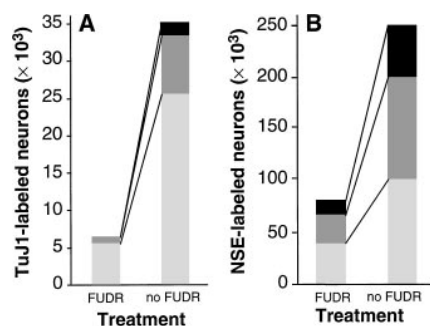 A
TuJ1-labeled neurons (× 10³)
35
30
25
20
15
10
5
0
FUDR no FUDR
Treatment
B
NSE-labeled neurons (× 10³)
250
200
150
100
50
0
FUDR no FUDR
Treatment